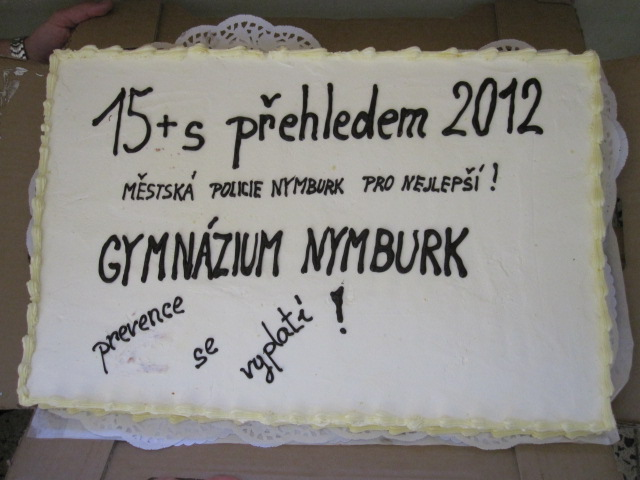 15+s přehledem 2012
MĚSTSKÁ POLICIE NYMBURK PRO NEJLEPŠÍ!
GYMNÁZIUM NYMBURK
prevence se vyplatí!